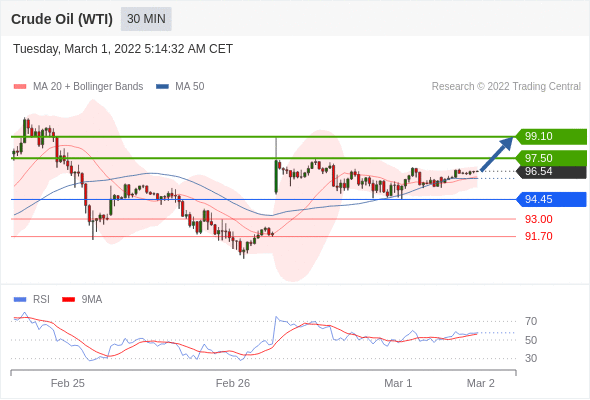 Crude Oil (WTI) 30 MIN
Tuesday, March 1, 2022 5:14:32 AM CET
MA 20 + Bollinger Bands MA 50 Research © 2022 Trading Central
99.10
97.50
96.54
94.45
93.00
91.70
RSI 9MA
70
50
30
Feb 25 Feb 26 Mar 1 Mar 2